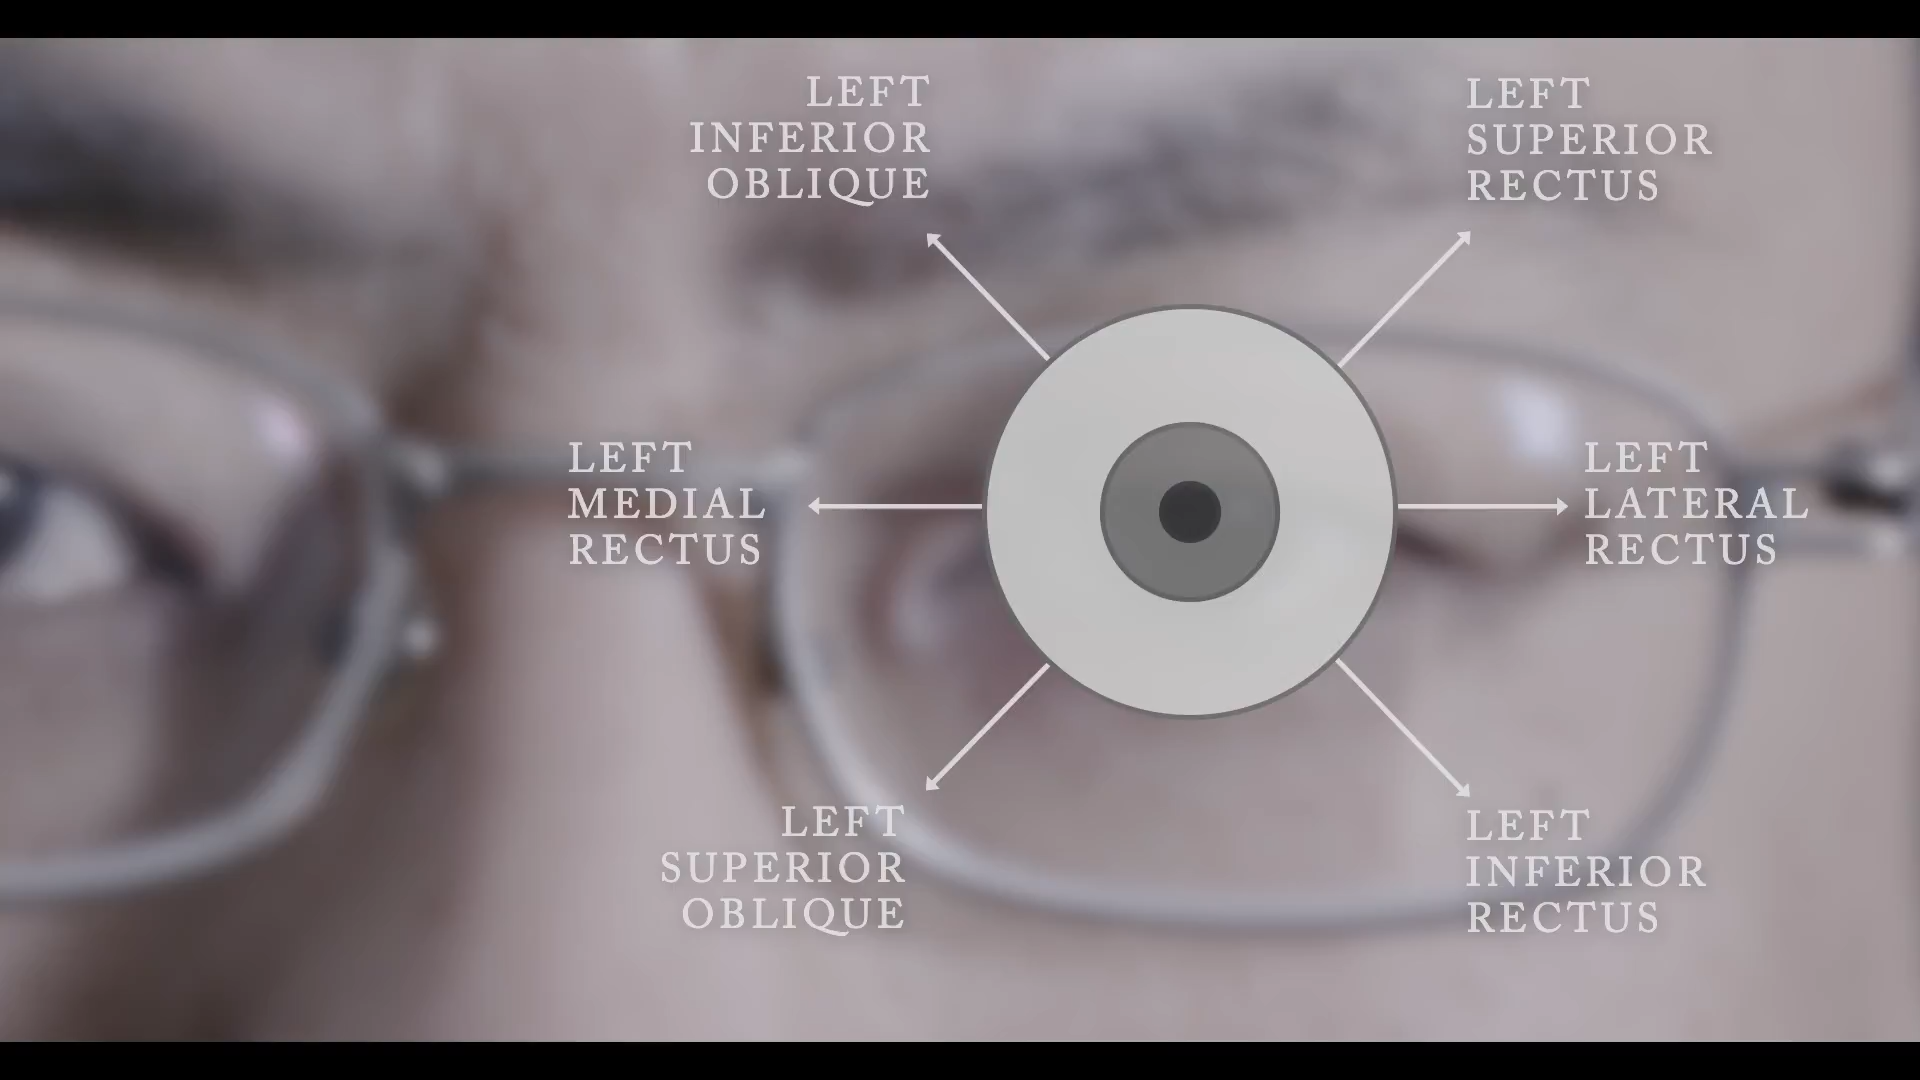 LEFT
INFERIOR
OBLIQUE
LEFT
SUPERIOR
RECTUS
LEFT
MEDIAL
RECTUS
LEFT
LATERAL
RECTUS
LEFT
SUPERIOR
OBLIQUE
LEFT
INFERIOR
RECTUS